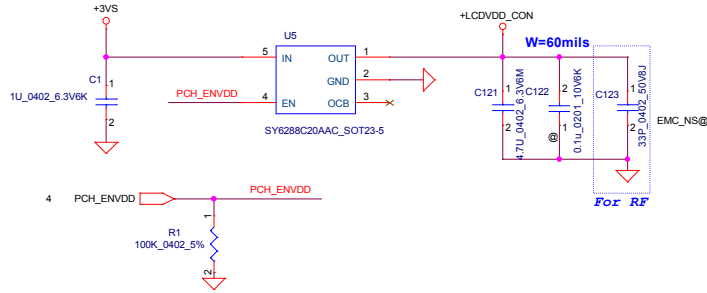 +3VS
+LCDVDD_CON
U5
W=60mils
5
IN
OUT
1
C1
1
1U_0402_6.3V6K
2
GND
2
PCH_ENVDD
4
EN
OCB
3
SY6288C20AAC_SOT23-5
C121
1
2
4.7U_0402_6.3V6M
C122
2
1
@
0.1u_0201_10V6K
C123
1
2
33P_0402_50V8J
EMC_NS@
For RF
4
PCH_ENVDD
PCH_ENVDD
1
R1
100K_0402_5%
2